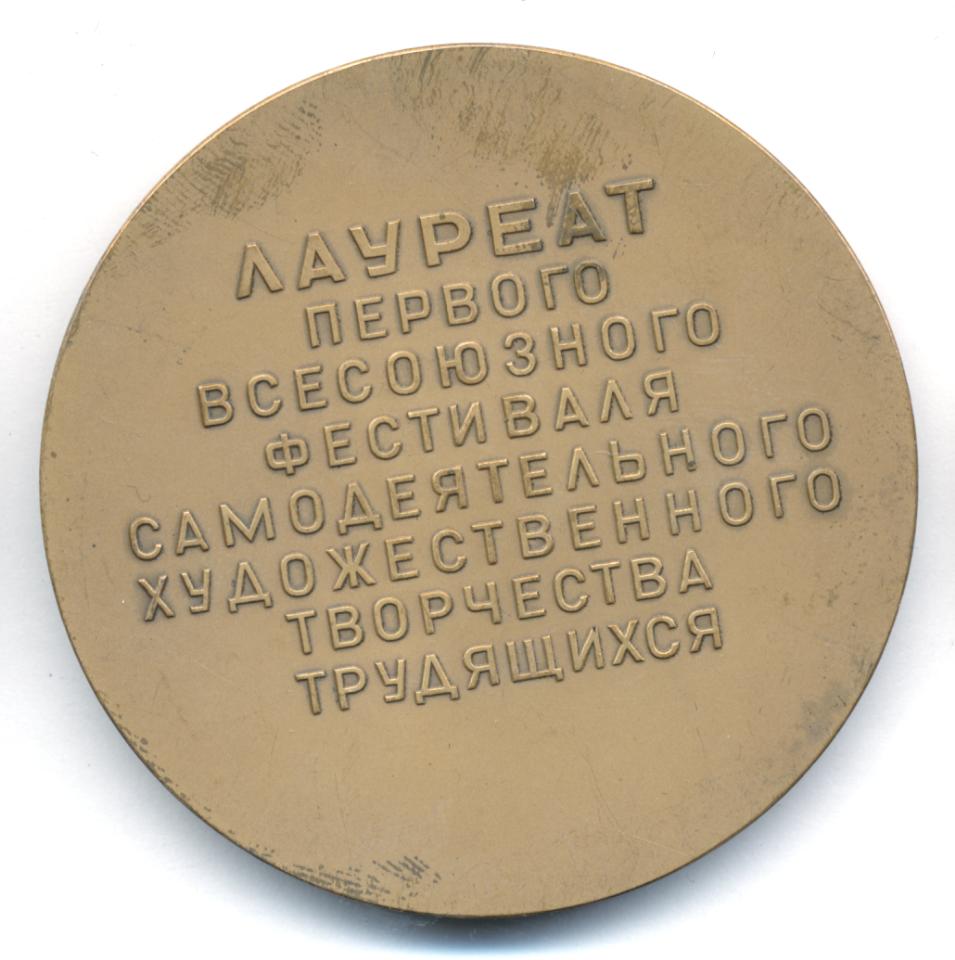 ЛАУРЕАТ
ПЕРВОГО
ВСЕСОЮЗНОГО
ФЕСТИВАЛЯ
САМОДЕЯТЕЛЬНОГО
ХУДОЖЕСТВЕННОГО
ТВОРЧЕСТВА
ТРУДЯЩИХСЯ